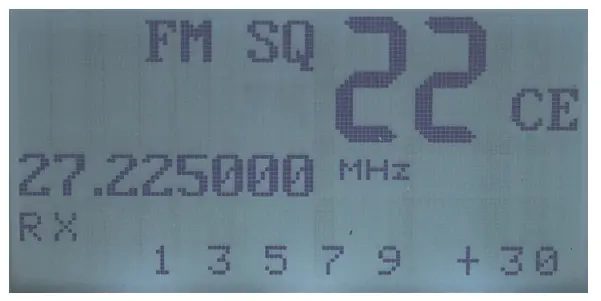 FM SQ 22 CE
27.225000 MHz
RX
1 3 5 7 9 +30